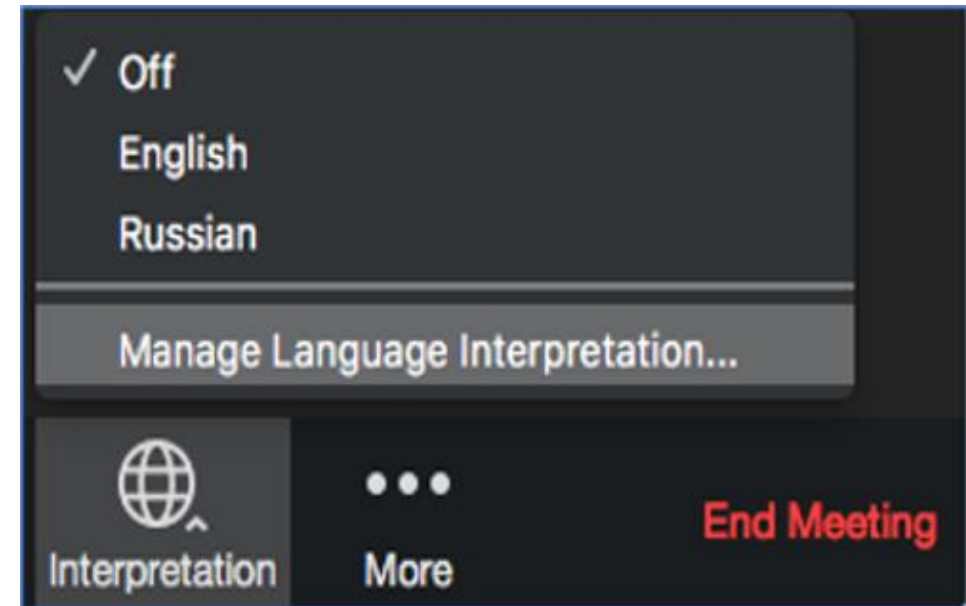 Off
English
Russian
Manage Language Interpretation...
Interpretation
More
End Meeting